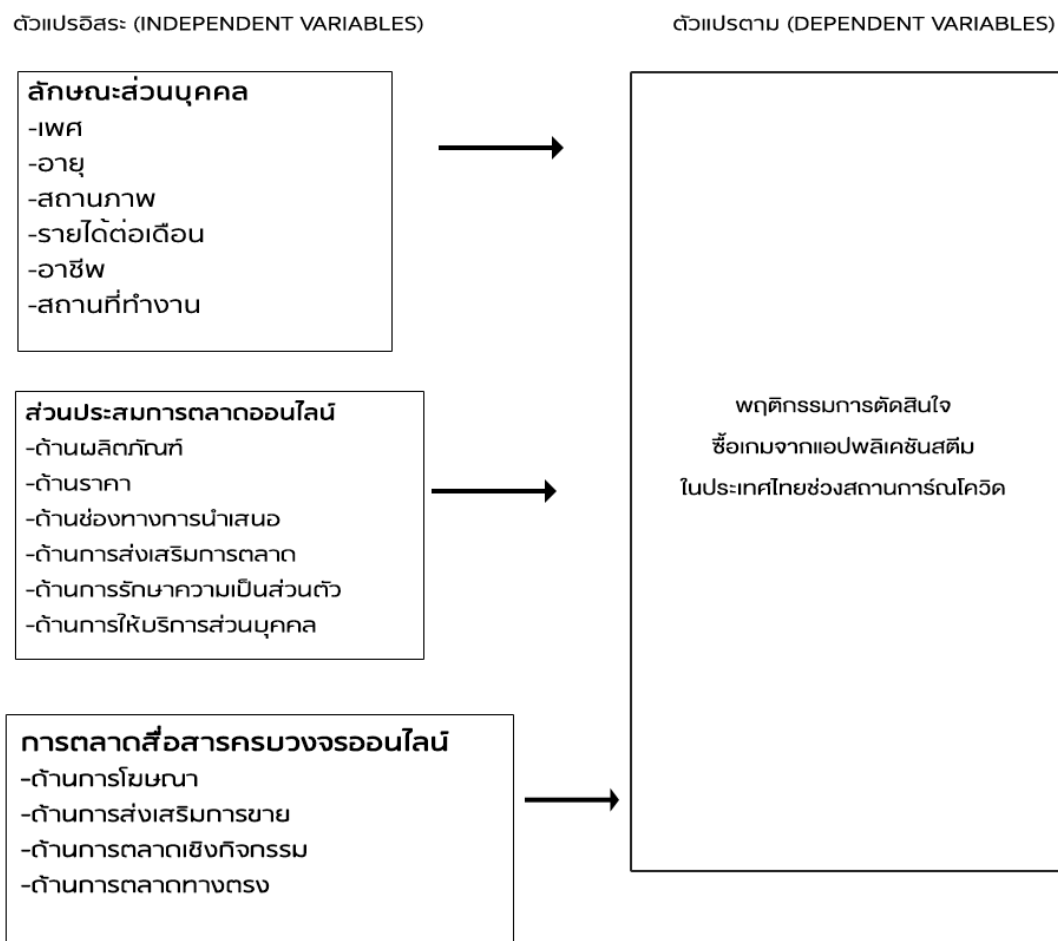 ตัวแปรอิสระ (INDEPENDENT VARIABLES)
ตัวแปรตาม (DEPENDENT VARIABLES)
ลักษณะส่วนบุคคล
-เพศ
-อายุ
-สถานภาพ
-รายได้ต่อเดือน
-อาชีพ
-สถานที่ทำงาน
ส่วนประสมการตลาดออนไลน์
-ด้านผลิตภัณฑ์
-ด้านราคา
-ด้านช่องทางการนำเสนอ
-ด้านการส่งเสริมการตลาด
-ด้านการรักษาความเป็นส่วนตัว
-ด้านการให้บริการส่วนบุคคล
การตลาดสื่อสารครบวงจรออนไลน์
-ด้านการโฆษณา
-ด้านการส่งเสริมการขาย
-ด้านการตลาดเชิงกิจกรรม
-ด้านการตลาดทางตรง
พฤติกรรมการตัดสินใจ
ซื้อเกมจากแอปพลิเคชันสตีม
ในประเทศไทยช่วงสถานการ์ณโควิด